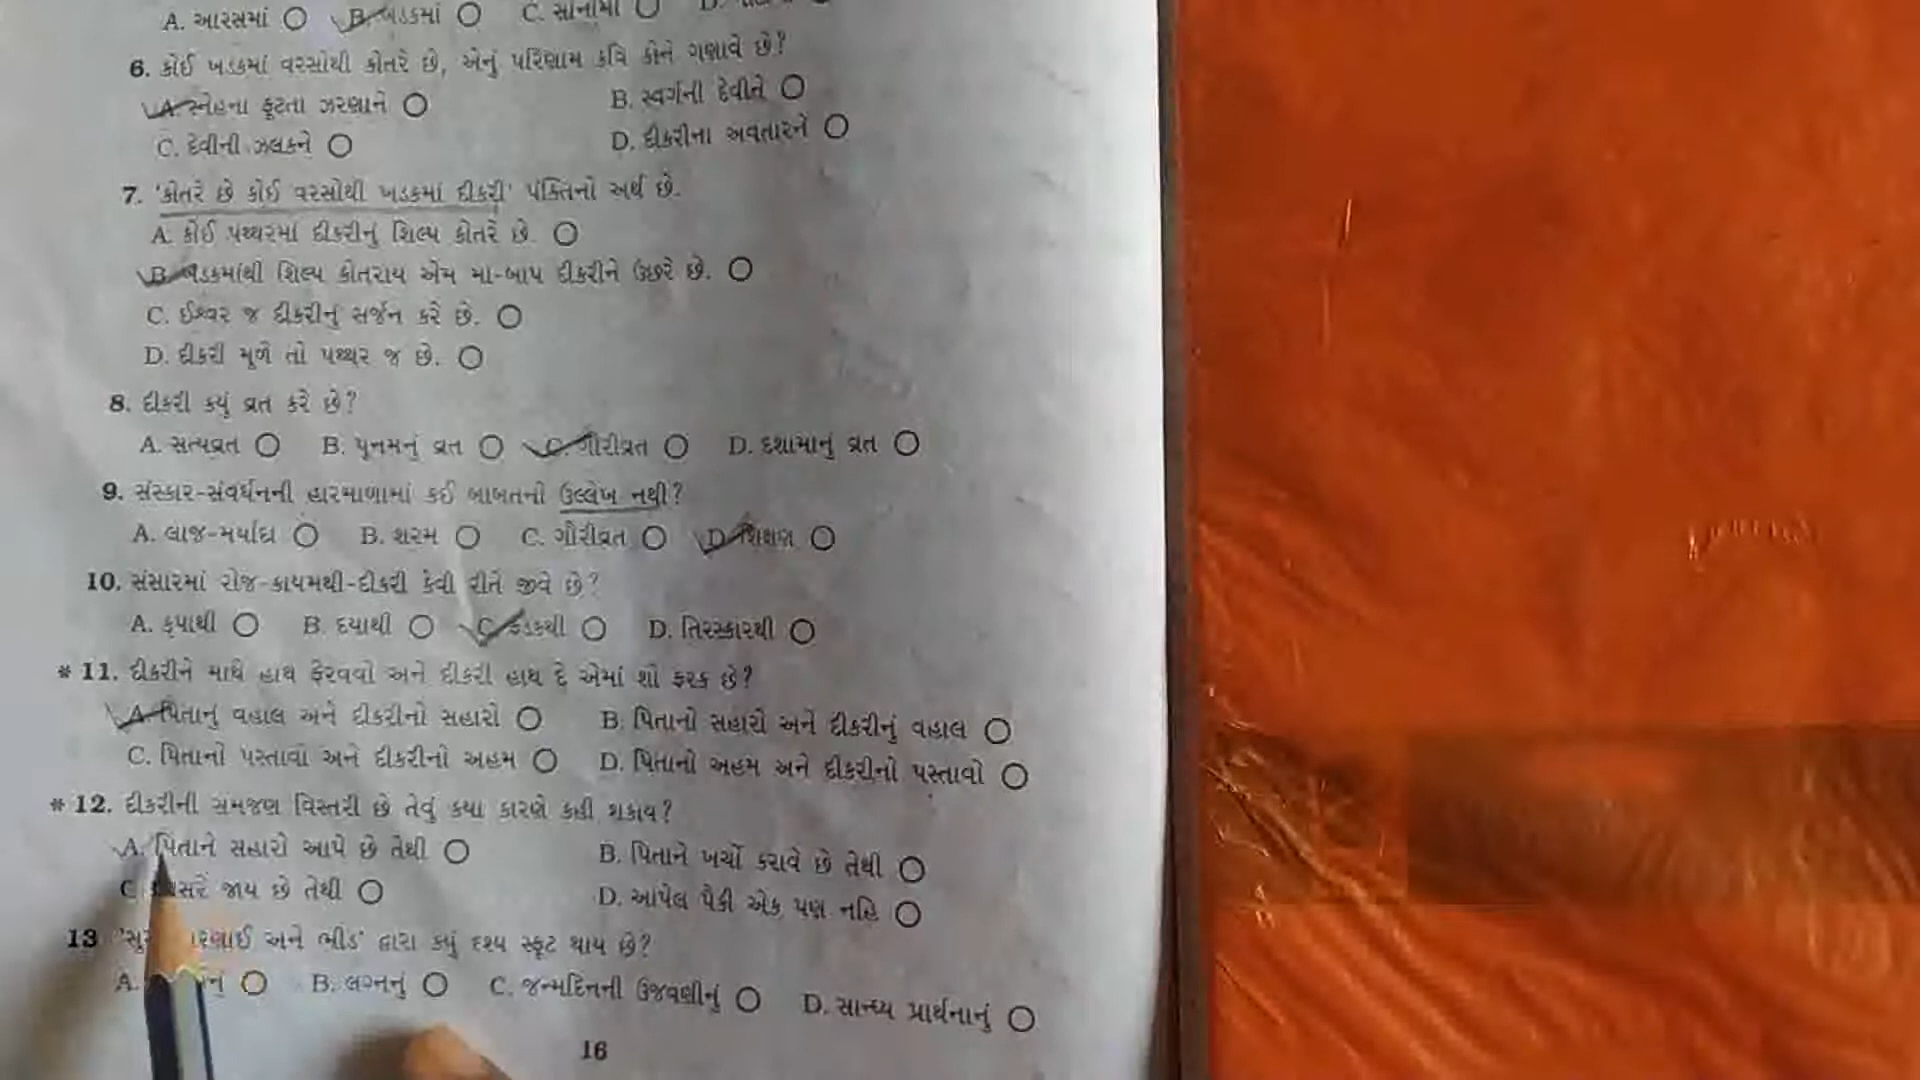 A. આરસમાં B. ખડકમાં C. સોનામાં D.
6. કોઈ ખડકમાં વરસોથી કોતરે છે, એનું પરિણામ કવિ કોને ગણાવે છે?
A. સ્નેહના ફૂટતા ઝરણાને B. સ્વર્ગની દેવીને
C. દેવીની ઝલકને D. દીકરીના અવતારને
7. 'કોતરે છે કોઈ વરસોથી ખડકમાં દીકરી' પંક્તિનો અર્થ છે.
A. કોઈ પથ્થરમાં દીકરીનું શિલ્પ કોતરે છે.
B. ખડકમાંથી શિલ્પ કોતરાય એમ મા-બાપ દીકરીને ઉછરે છે.
C. ઈશ્વર જ દીકરીનું સર્જન કરે છે.
D. દીકરી મૂળે તો પથ્થર જ છે.
8. દીકરી કયું વ્રત કરે છે?
A. સત્યવ્રત B. પુનમનું વ્રત C. ગૌરીવ્રત D. દશામાનું વ્રત
9. સંસ્કાર-સંવર્ધનની હારમાળામાં કઈ બાબતનો ઉલ્લેખ નથી?
A. લાજ-મર્યાદા B. શરમ C. ગૌરીવ્રત D. શિક્ષણ
10. સંસારમાં રોજ-કાયમથી-દીકરી કેવી રીતે જીવે છે?
A. કૃપાથી B. દયાથી C. ફડકથી D. તિરસ્કારથી
* 11. દીકરીને માથે હાથ ફેરવવો અને દીકરી હાથ દે એમાં શો ફરક છે?
A. પિતાનું વહાલ અને દીકરીનો સહારો B. પિતાનો સહારો અને દીકરીનું વહાલ
C. પિતાનો પસ્તાવો અને દીકરીનો અહમ D. પિતાનો અહમ અને દીકરીનો પસ્તાવો
* 12. દીકરીની સમજણ વિસ્તરી છે તેવું કયા કારણે કહી શકાય?
A. પિતાને સહારો આપે છે તેથી B. પિતાને ખર્ચો કરાવે છે તેથી
C. જાય છે તેથી D. આપેલ પૈકી એક પણ નહિ
13 અને ભીડ' દ્વારા કયું દૃશ્ય સ્ફૂટ થાય છે?
A. B. લગ્નનું C. જન્મદિનની ઉજવણીનું D. સાન્ધ્ય પ્રાર્થનાનું
16